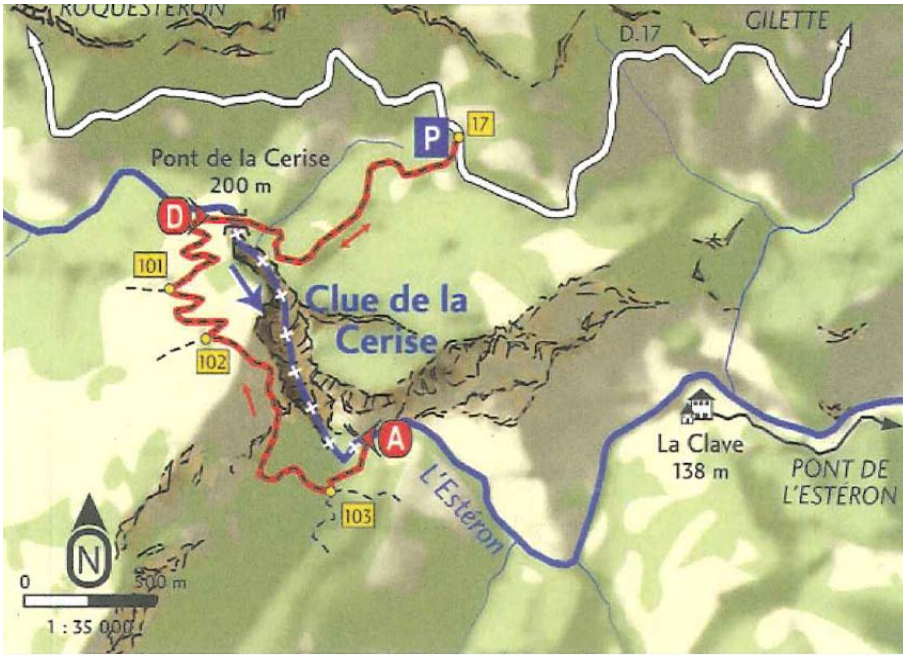 ROQUESTERON
GILETTE
D.17
P
17
Pont de la Cerise
200 m
D
101
Clue de la
Cerise
102
A
La Clave
138 m
PONT DE
L'ESTÉRON
L'Estéron
103
N
0
500 m
1 : 35 000